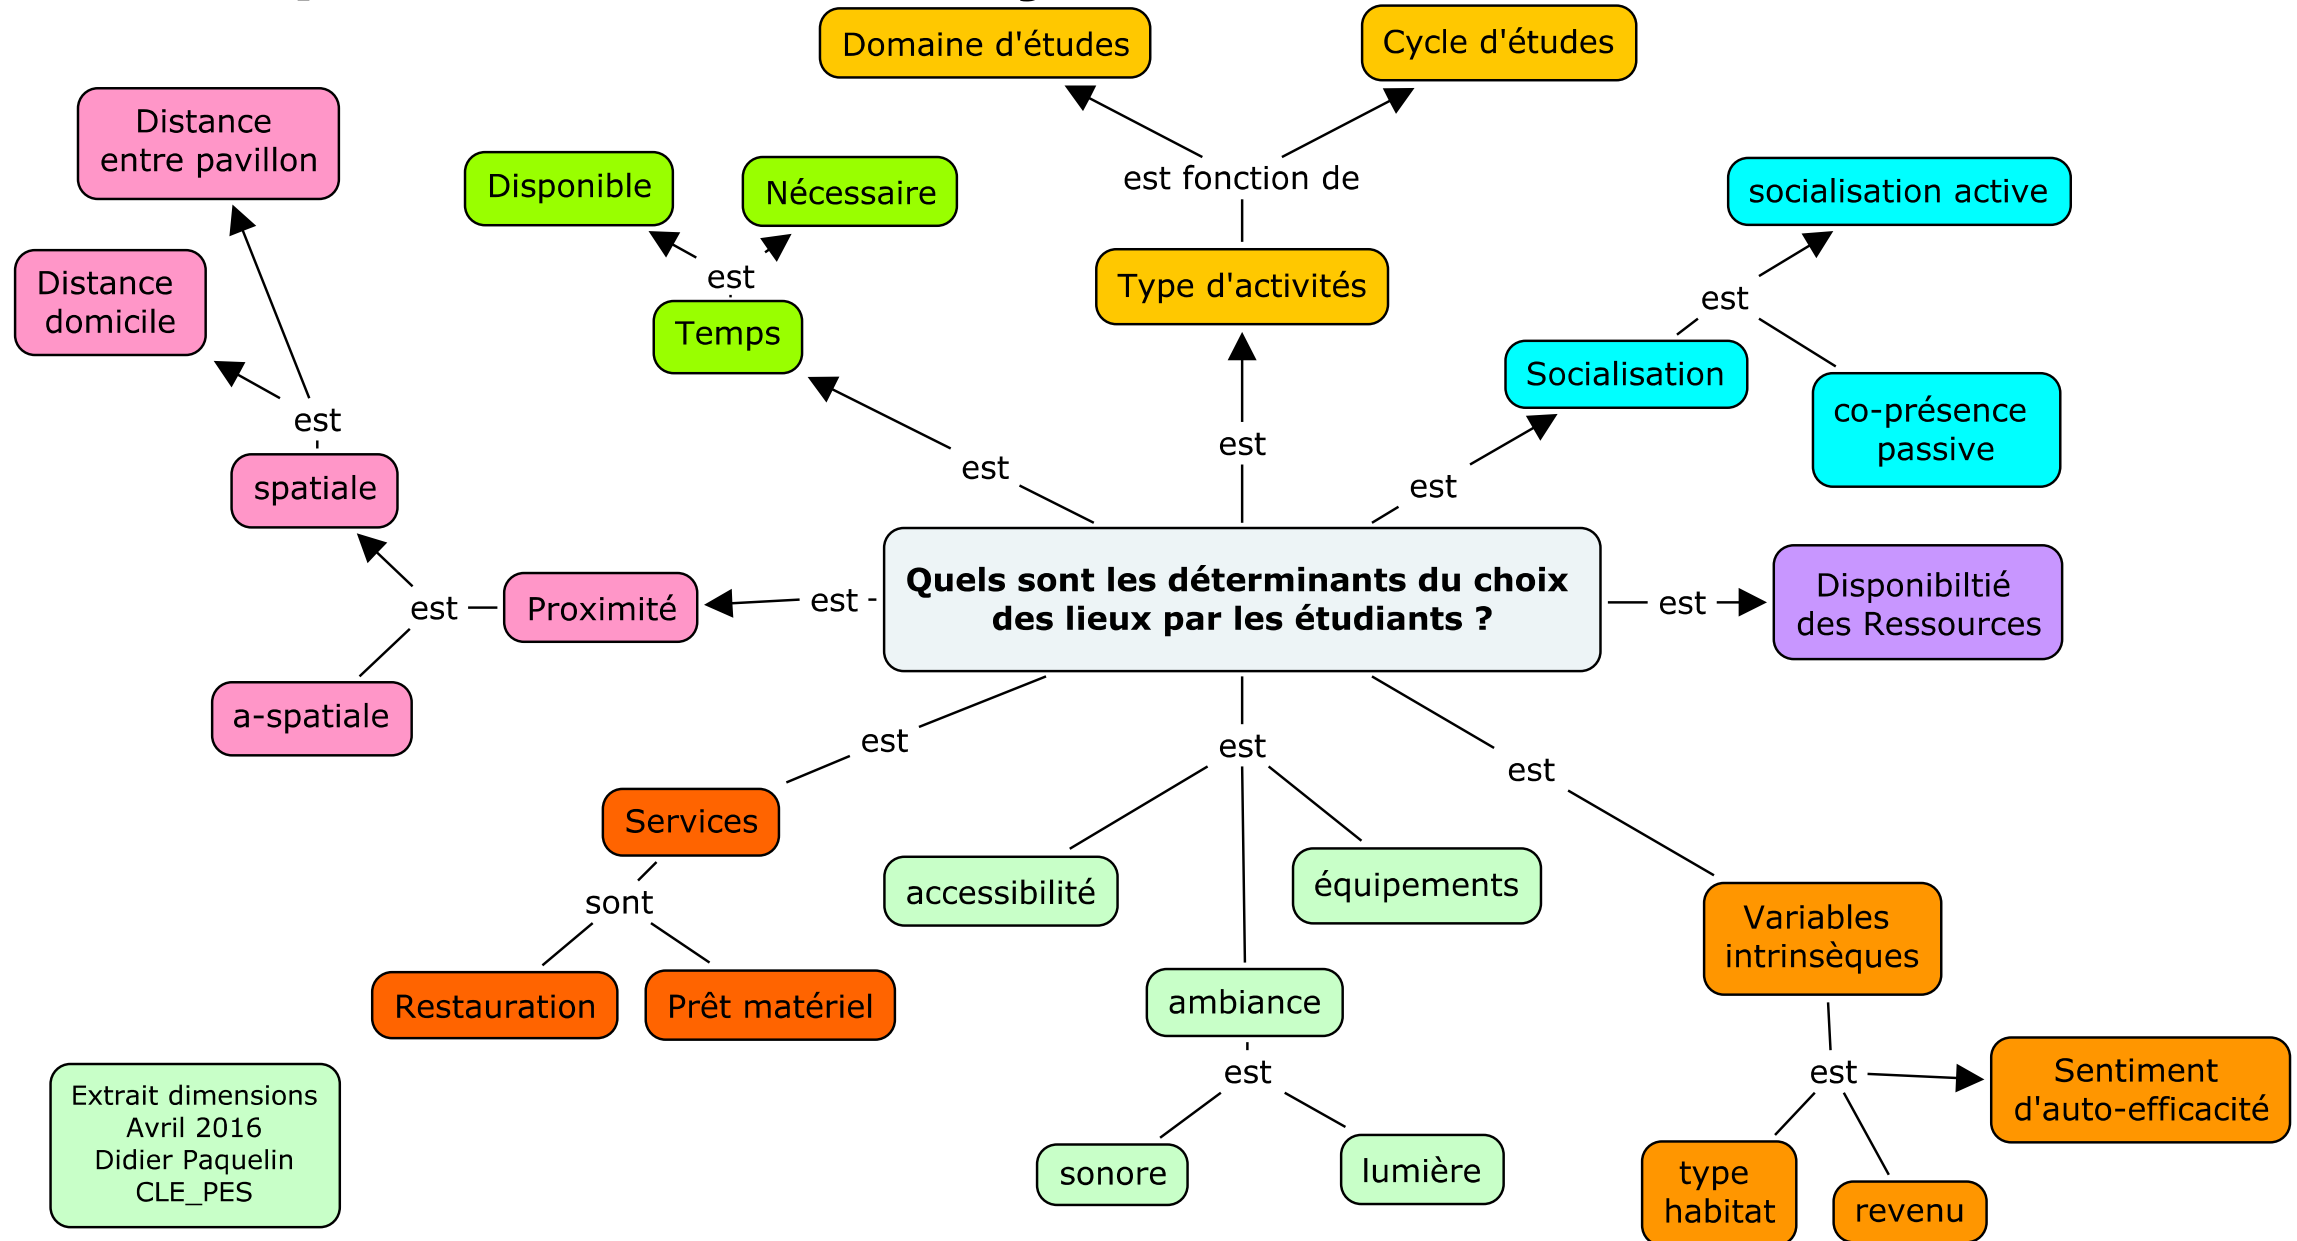 Domaine d'études
Cycle d'études
Distance
entre pavillon
Disponible
Nécessaire
est fonction de
socialisation active
Distance
domicile
est
Temps
Type d'activités
est
Socialisation
co-présence
passive
est
spatiale
est
est
est
Quels sont les déterminants du choix
des lieux par les étudiants ?
est
Proximité
est
est
Disponibiltié
des Ressources
a-spatiale
est
est
est
Services
sont
Restauration
Prêt matériel
accessibilité
équipements
ambiance
est
sonore
lumière
Variables
intrinsèques
est
Sentiment
d'auto-efficacité
type
habitat
revenu
Extrait dimensions
Avril 2016
Didier Paquelin
CLE_PES